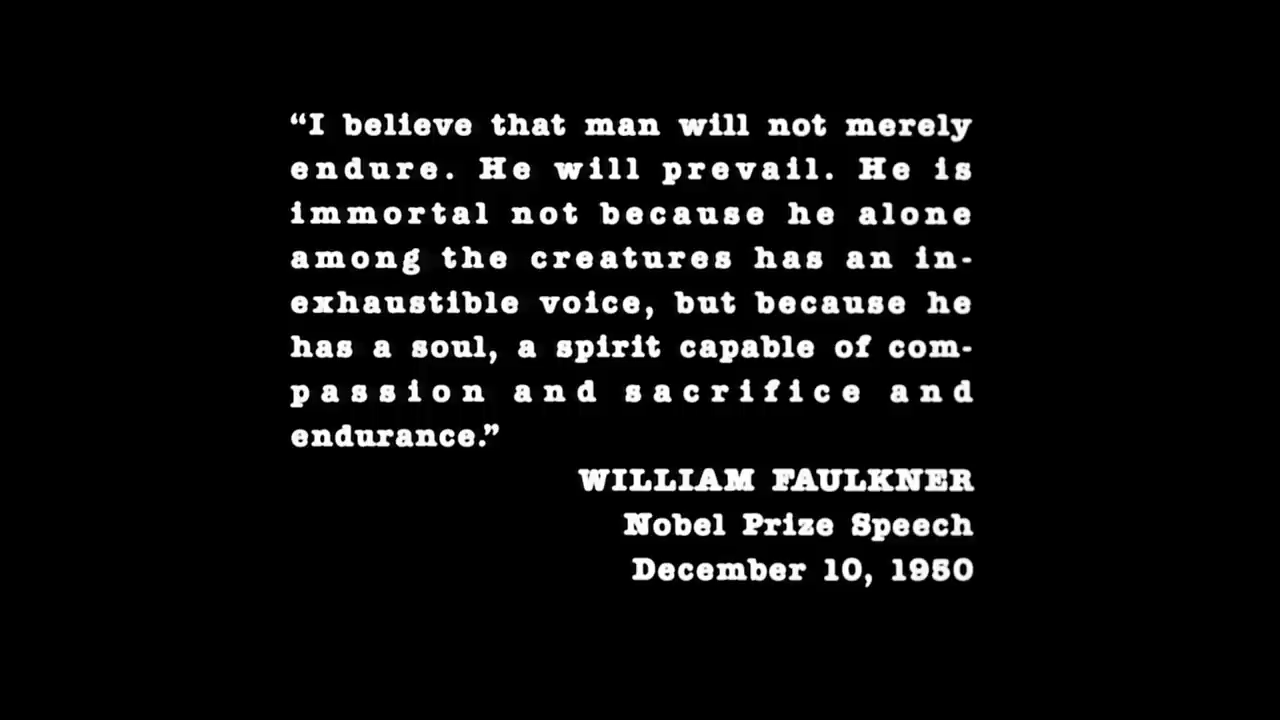 “I believe that man will not merely
endure. He will prevail. He is
immortal not because he alone
among the creatures has an in-
exhaustible voice, but because he
has a soul, a spirit capable of com-
passion and sacrifice and
endurance.”
WILLIAM FAULKNER
Nobel Prize Speech
December 10, 1950